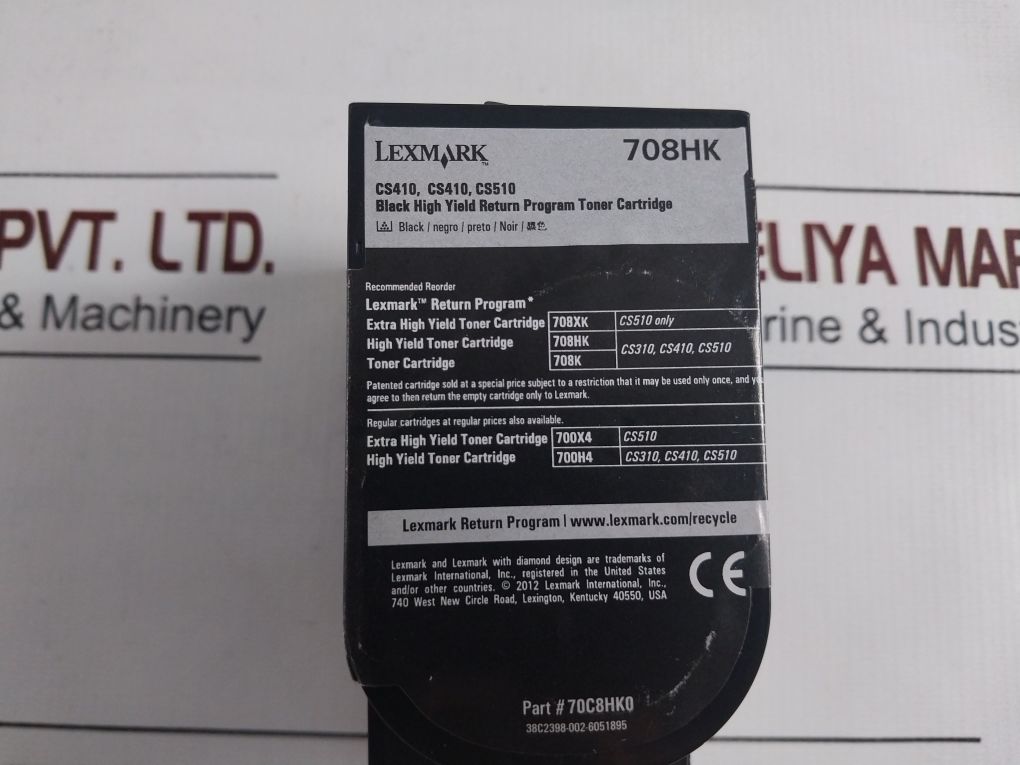 LEXMARK™
708HK
CS410, CS410, CS510
Black High Yield Return Program Toner Cartridge
Black / negro / preto / Noir /
Recommended Reorder
Lexmark™ Return Program*
Extra High Yield Toner Cartridge 708XK CS510 only
High Yield Toner Cartridge 708HK CS310, CS410, CS510
Toner Cartridge 708K
Patented cartridge sold at a special price subject to a restriction that it may be used only once, and
agree to then return the empty cartridge only to Lexmark.
Regular cartridges at regular prices also available.
Extra High Yield Toner Cartridge 700X4 CS510
High Yield Toner Cartridge 700H4 CS310, CS410, CS510
Lexmark Return Program | www.lexmark.com/recycle
Lexmark and Lexmark with diamond design are trademarks of
Lexmark International, Inc., registered in the United States
and/or other countries. © 2012 Lexmark International, Inc.,
740 West New Circle Road, Lexington, Kentucky 40550, USA
CE
Part # 70C8HK0
38C2398-002-6051895
PVT. LTD.
& Machinery
ELIYA MAR
rine & Indus